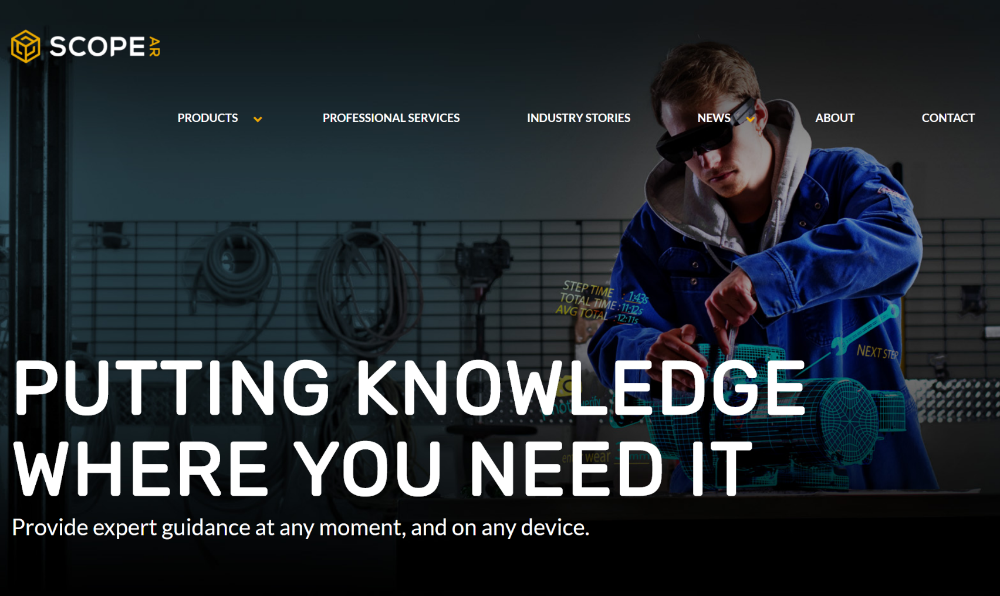 SCOPE AR
PRODUCTS
PROFESSIONAL SERVICES
INDUSTRY STORIES
NEWS
ABOUT
CONTACT
STEP TIME : 1:43s
TOTAL TIME : 11:12s
AVG TOTAL : 12:11s
NEXT STEP
PUTTING KNOWLEDGE
verify
WHERE YOU NEED IT
wear
Provide expert guidance at any moment, and on any device.